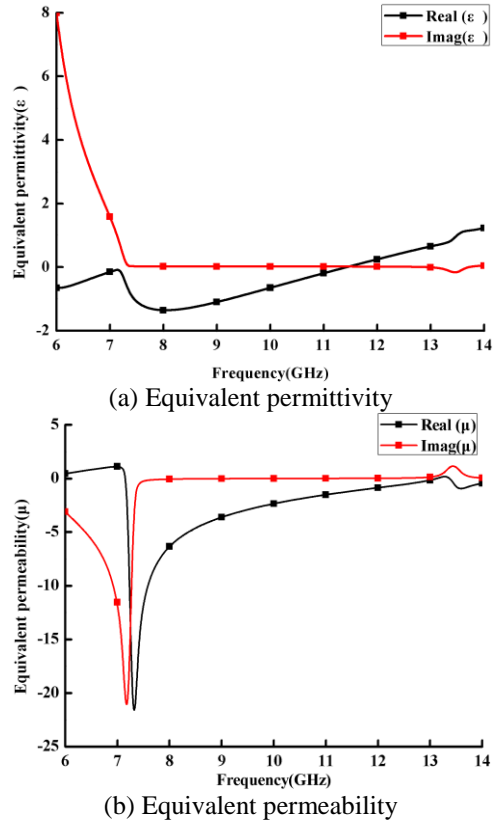 Real (ε )
Imag(ε )
Equivalent permittivity(ε )
8
6
4
2
0
-2
6 7 8 9 10 11 12 13 14
Frequency(GHz)
(a) Equivalent permittivity
Real (μ)
Imag(μ)
Equivalent permeability(μ)
5
0
-5
-10
-15
-20
-25
6 7 8 9 10 11 12 13 14
Frequency(GHz)
(b) Equivalent permeability